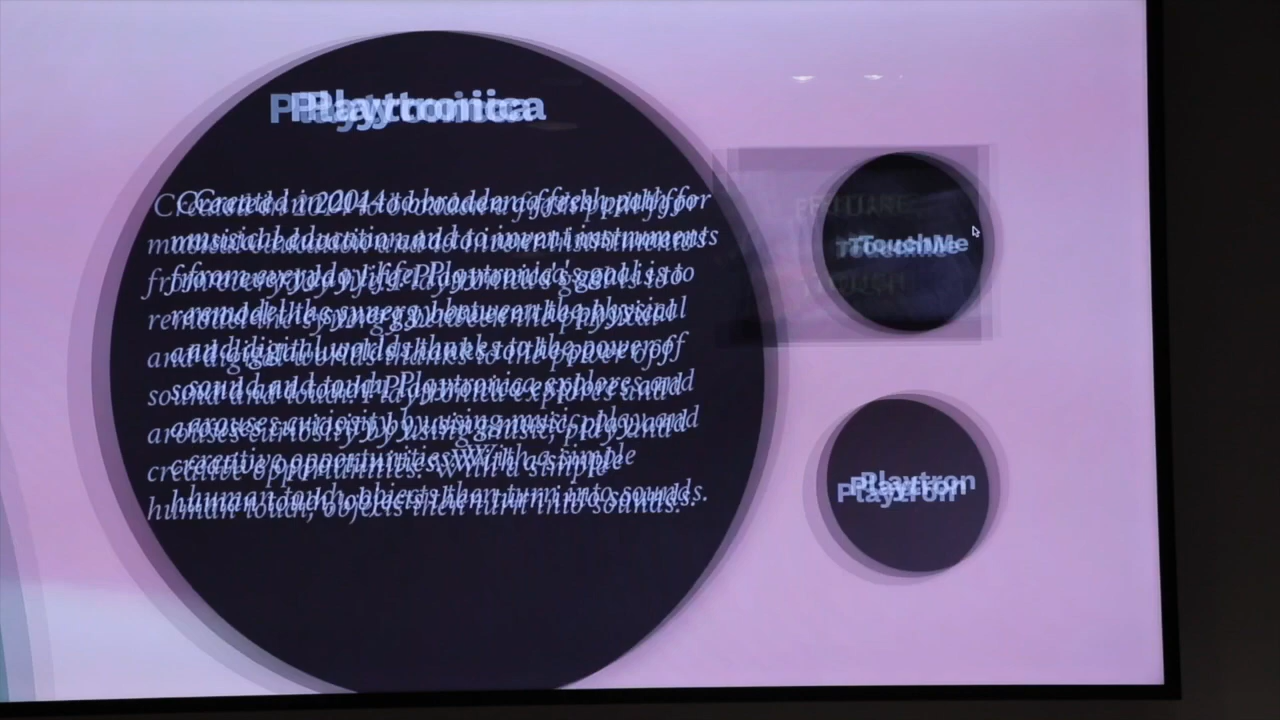 Playtronica
Created in 2014 to broaden a fresh path for
musical education and to invent instruments
from everyday life. Playtronica's goal is to
remodel the synergy between the physical
and digital worlds thanks to the power of
sound and touch. Playtronica explores and
arouses curiosity by using music, play and
creative opportunities. With a simple
human touch, objects then turn into sounds.
TouchMe
Playtron